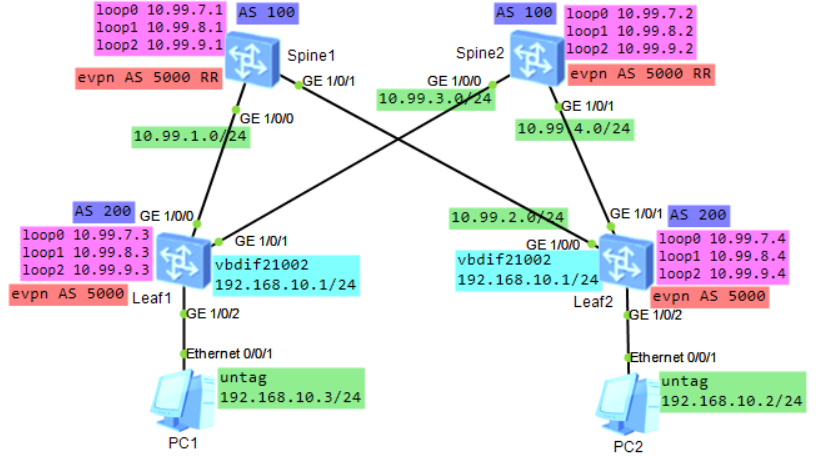 loop0 10.99.7.1
loop1 10.99.8.1
loop2 10.99.9.1
AS 100
Spine1
evpn AS 5000 RR
GE 1/0/1
GE 1/0/0
10.99.1.0/24
AS 100
loop0 10.99.7.2
loop1 10.99.8.2
loop2 10.99.9.2
Spine2
evpn AS 5000 RR
GE 1/0/0
10.99.3.0/24
GE 1/0/1
10.99.4.0/24
AS 200
GE 1/0/0
loop0 10.99.7.3
loop1 10.99.8.3
loop2 10.99.9.3
GE 1/0/1
vbdif21002
192.168.10.1/24
evpn AS 5000
Leaf1
GE 1/0/2
Ethernet 0/0/1
untag
192.168.10.3/24
PC1
10.99.2.0/24
GE 1/0/1
AS 200
GE 1/0/0
loop0 10.99.7.4
loop1 10.99.8.4
loop2 10.99.9.4
vbdif21002
192.168.10.1/24
Leaf2
evpn AS 5000
GE 1/0/2
Ethernet 0/0/1
untag
192.168.10.2/24
PC2